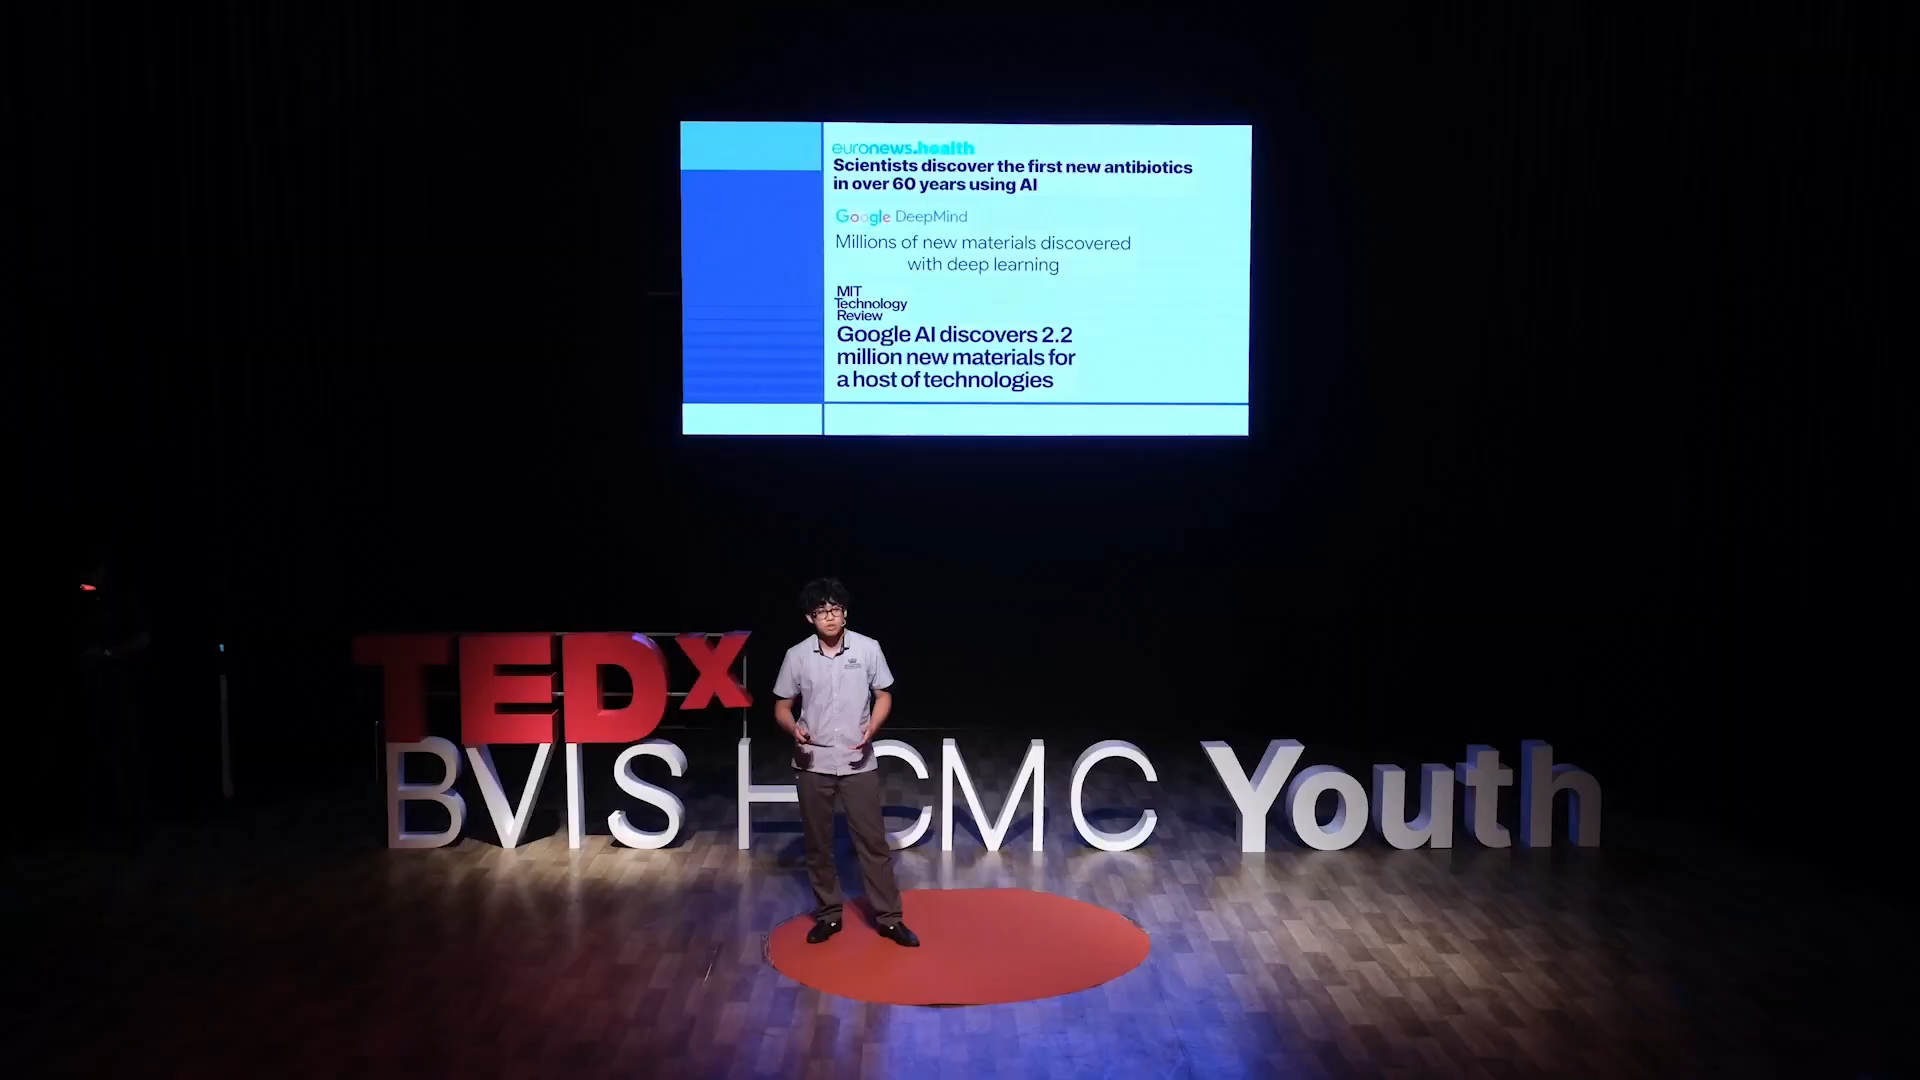 euronews.health
Scientists discover the first new antibiotics
in over 60 years using AI
Google DeepMind
Millions of new materials discovered
with deep learning
MIT
Technology
Review
Google AI discovers 2.2
million new materials for
a host of technologies
TEDx
BVIS HCMC Youth